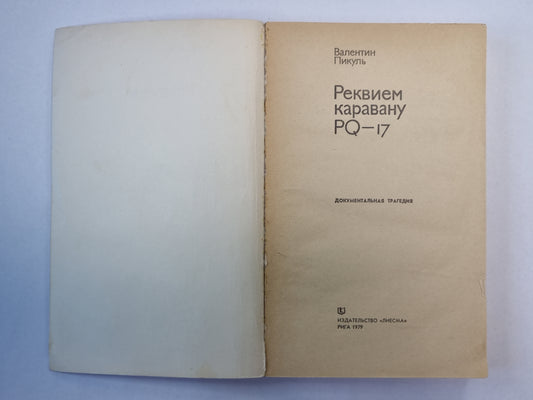 Валентин
Пикуль
Реквием
каравану
PQ—17
ДОКУМЕНТАЛЬНАЯ ТРАГЕДИЯ
ИЗДАТЕЛЬСТВО «ЛИЕСМА»
РИГА 1979